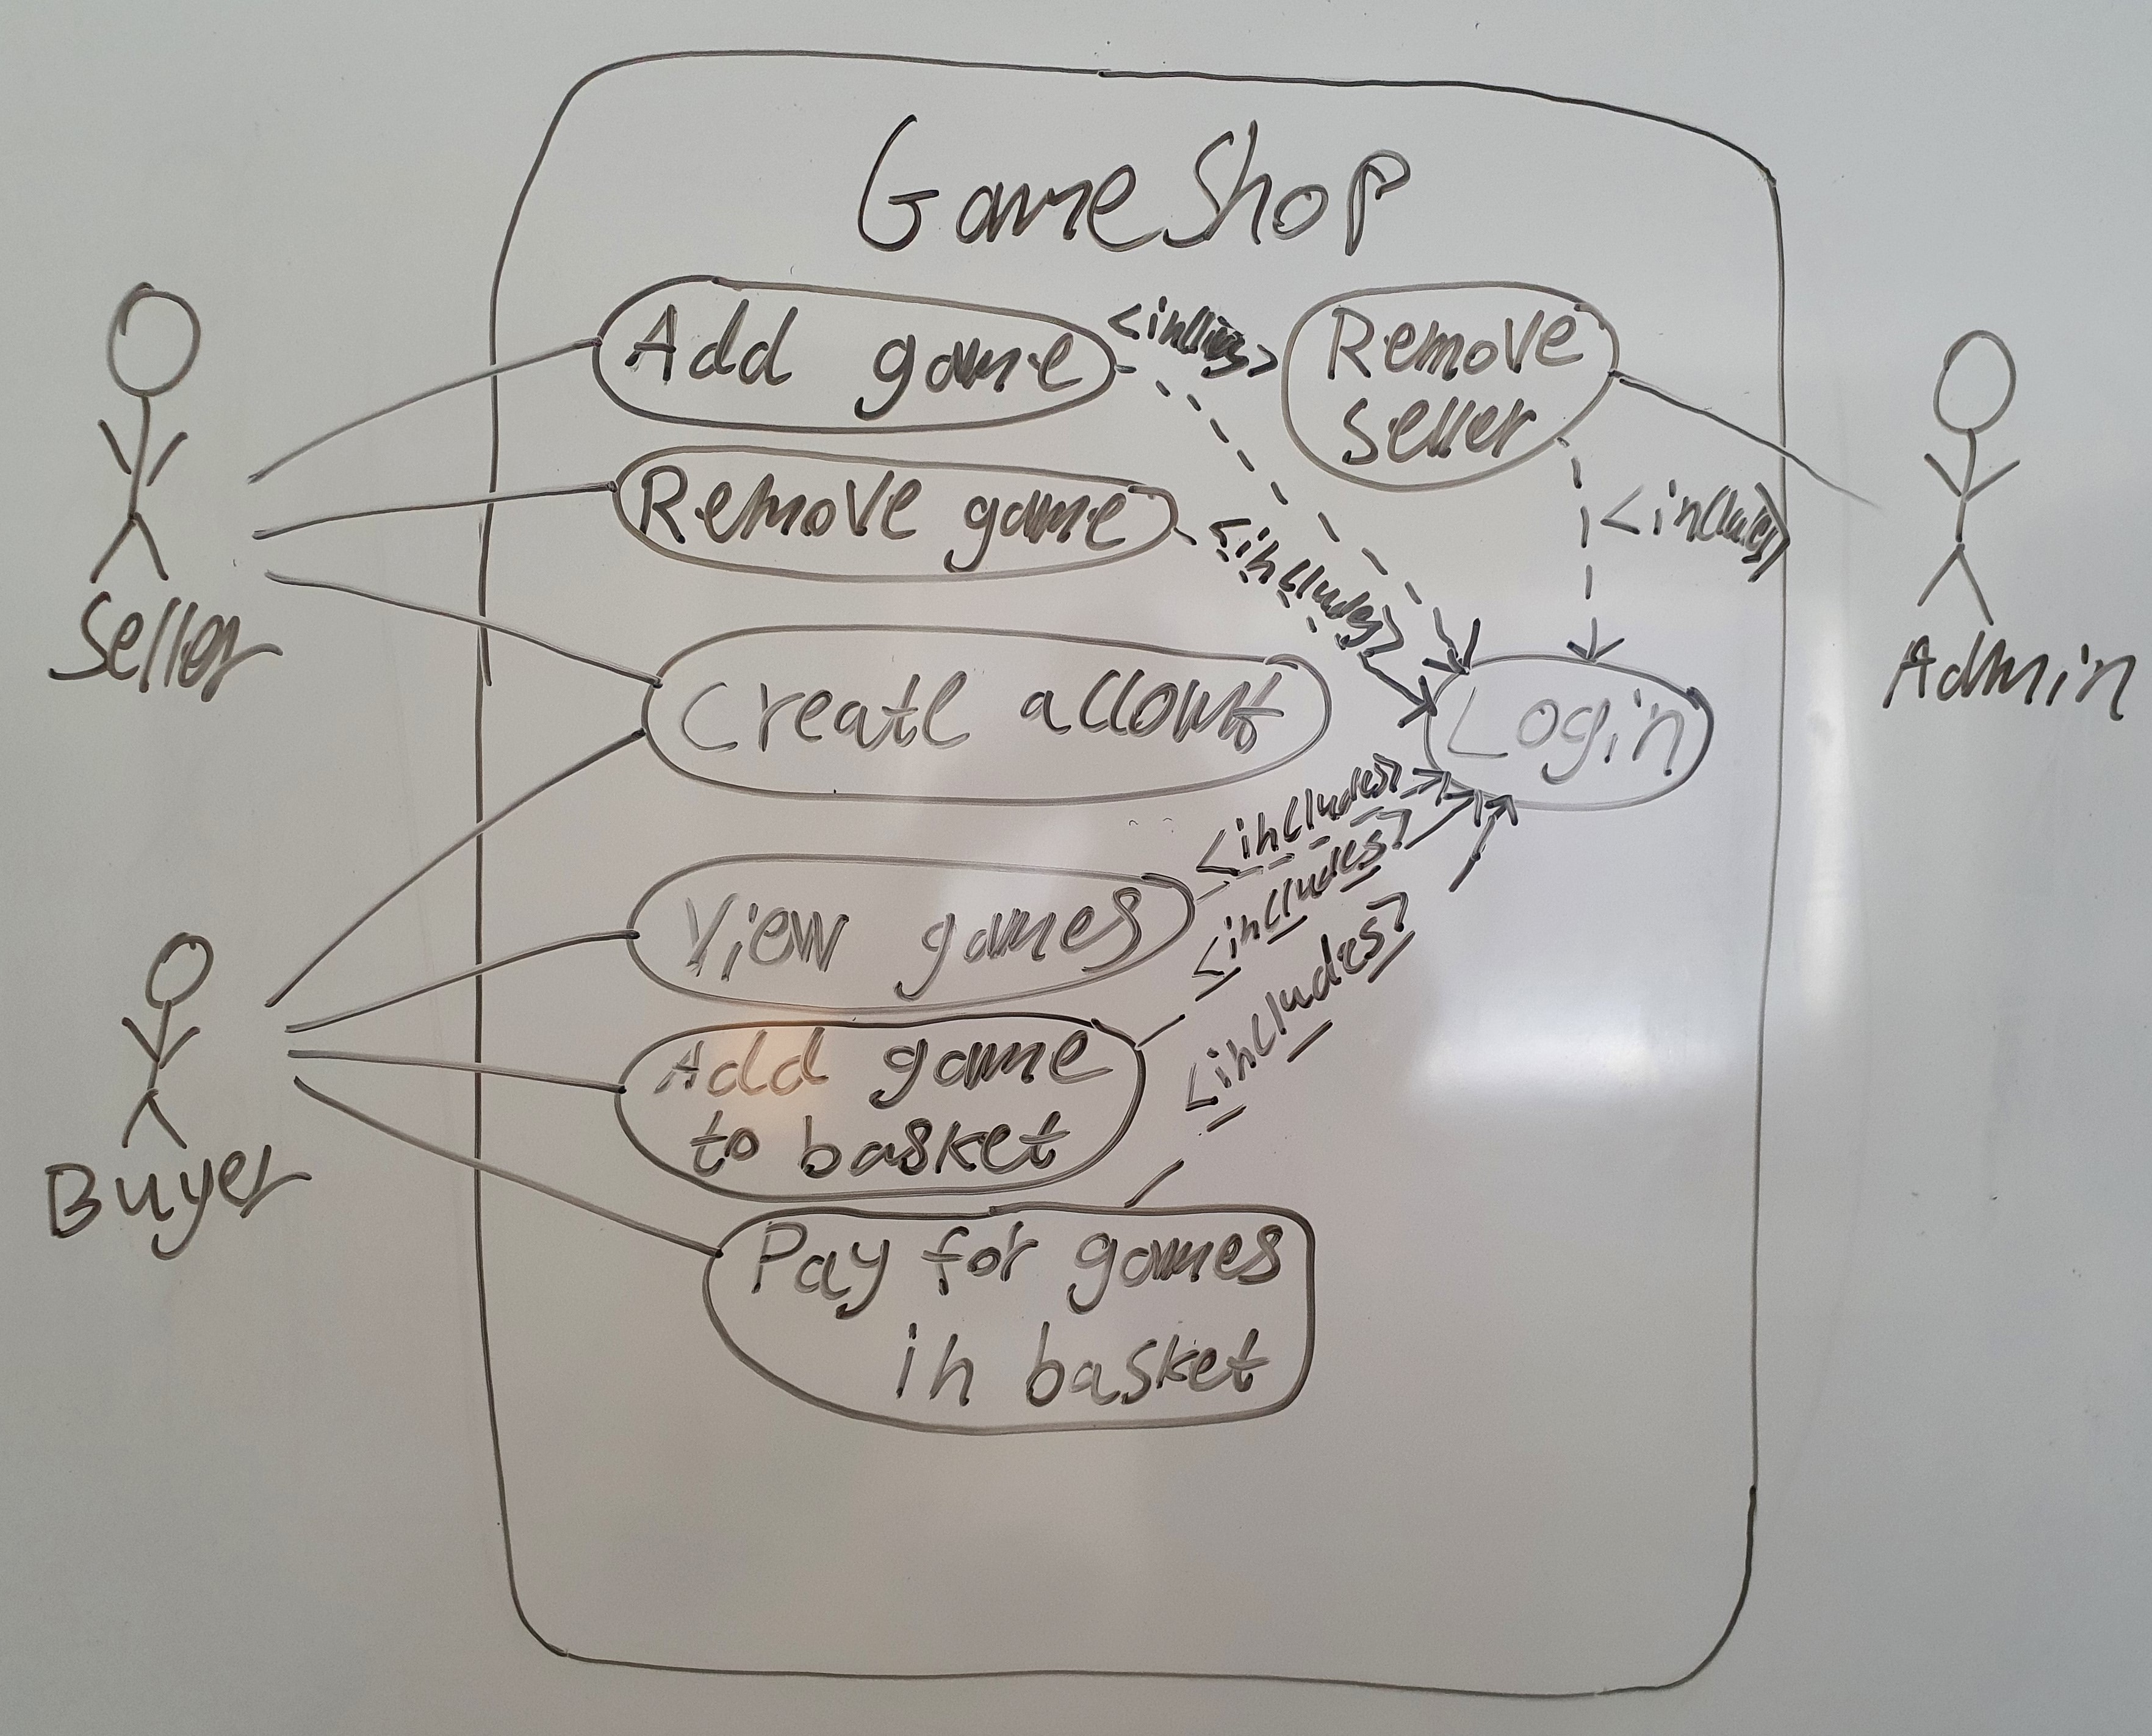 GameShop
Add game
<includes>
Remove
seller
Remove game
<includes>
<includes>
Seller
Admin
Create account
Login
View games
<includes>
<includes>
<includes>
Add game
to basket
Buyer
Pay for games
in basket